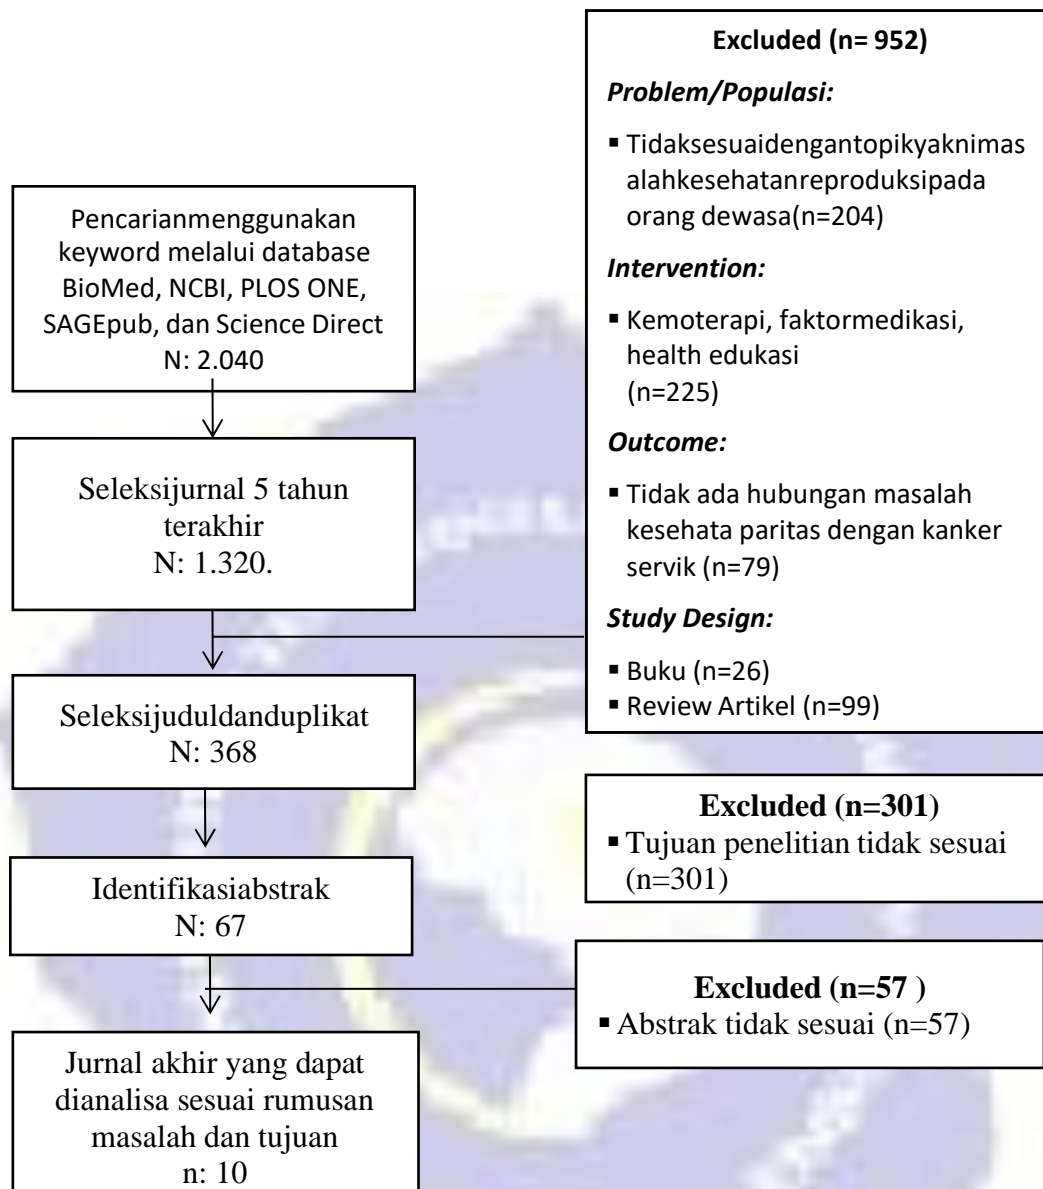 Excluded (n= 952)
Problem/Populasi:
▪ Tidaksesuaidengantopikyaknimas
alahkesehatanreproduksipada
orang dewasa(n=204)
Intervention:
▪ Kemoterapi, faktormedikasi,
health edukasi
(n=225)
Outcome:
▪ Tidak ada hubungan masalah
kesehata paritas dengan kanker
servik (n=79)
Study Design:
▪ Buku (n=26)
▪ Review Artikel (n=99)
Pencarianmenggunakan
keyword melalui database
BioMed, NCBI, PLOS ONE,
SAGEpub, dan Science Direct
N: 2.040
Seleksijurnal 5 tahun
terakhir
N: 1.320.
Seleksijuduldanduplikat
N: 368
Excluded (n=301)
▪ Tujuan penelitian tidak sesuai
(n=301)
Identifikasiabstrak
N: 67
Excluded (n=57 )
▪ Abstrak tidak sesuai (n=57)
Jurnal akhir yang dapat
dianalisa sesuai rumusan
masalah dan tujuan
n: 10